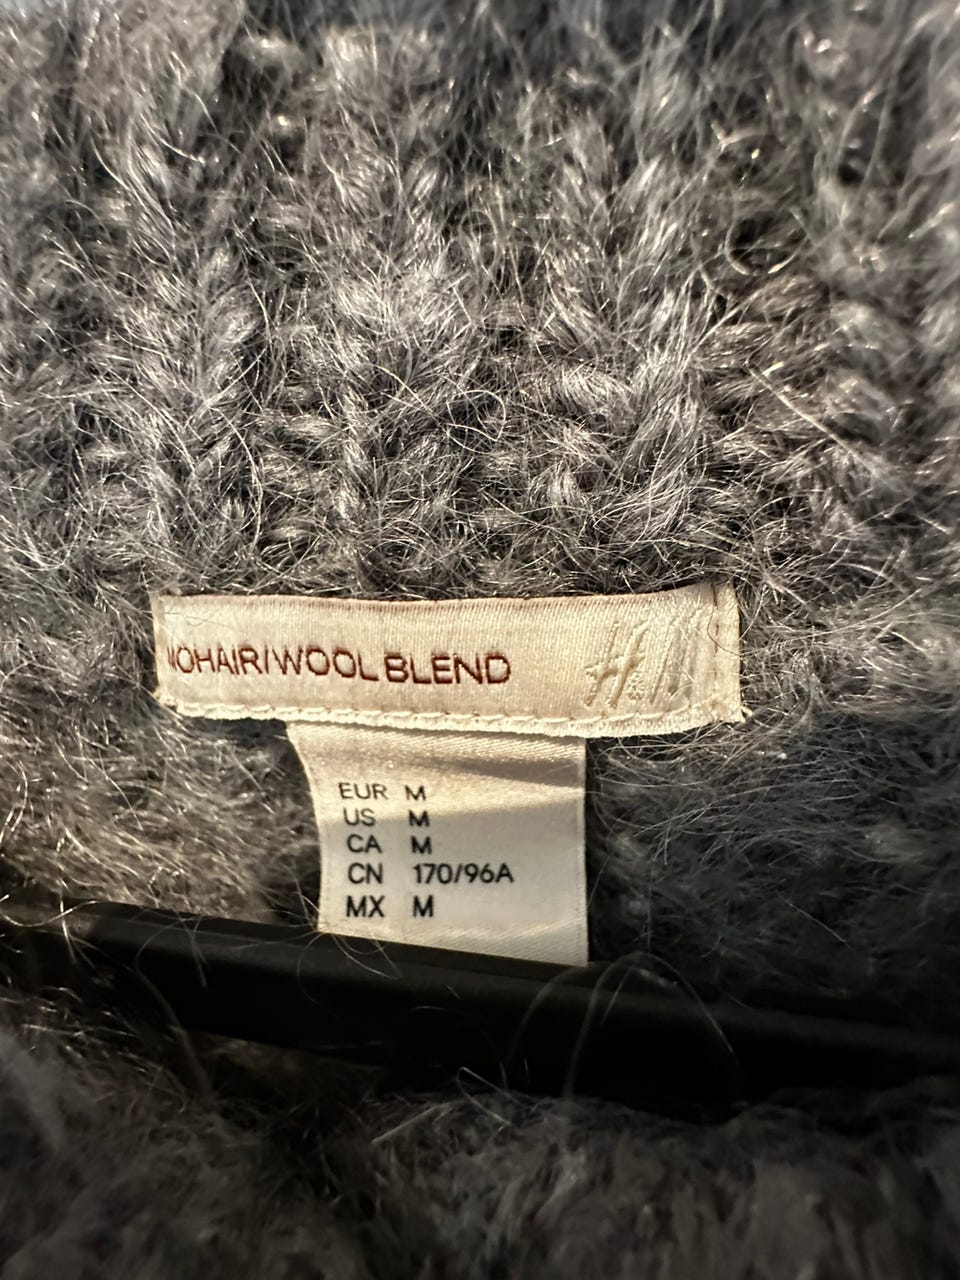 MOHAIR/WOOL BLEND H&M
EUR M
US M
CA M
CN 170/96A
MX M